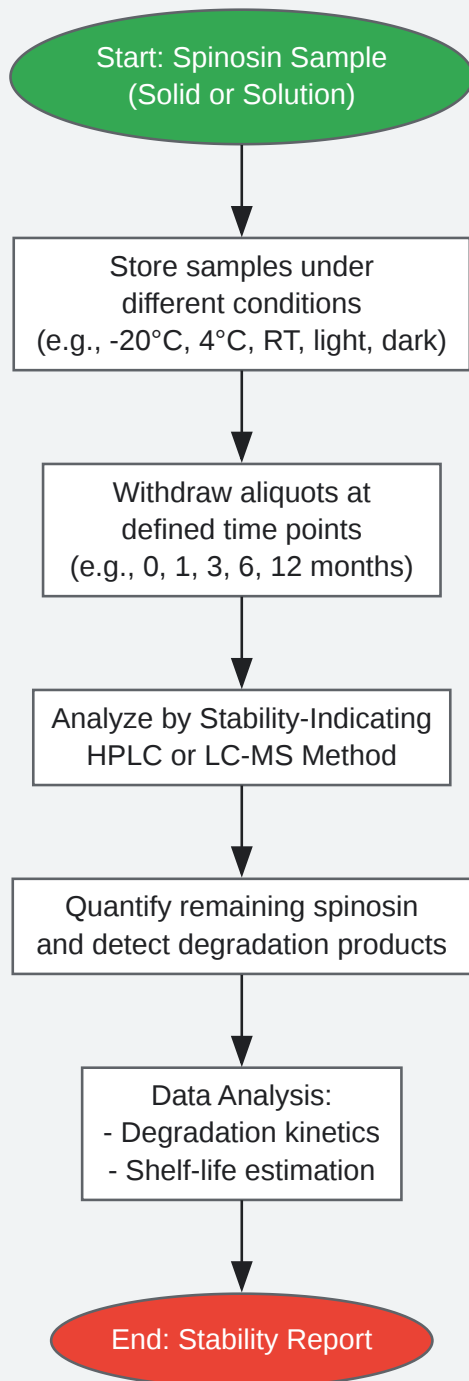 Start: Spinosin Sample
(Solid or Solution)
Store samples under
different conditions
(e.g., -20°C, 4°C, RT, light, dark)
Withdraw aliquots at
defined time points
(e.g., 0, 1, 3, 6, 12 months)
Analyze by Stability-Indicating
HPLC or LC-MS Method
Quantify remaining spinosin
and detect degradation products
Data Analysis:
- Degradation kinetics
- Shelf-life estimation
End: Stability Report